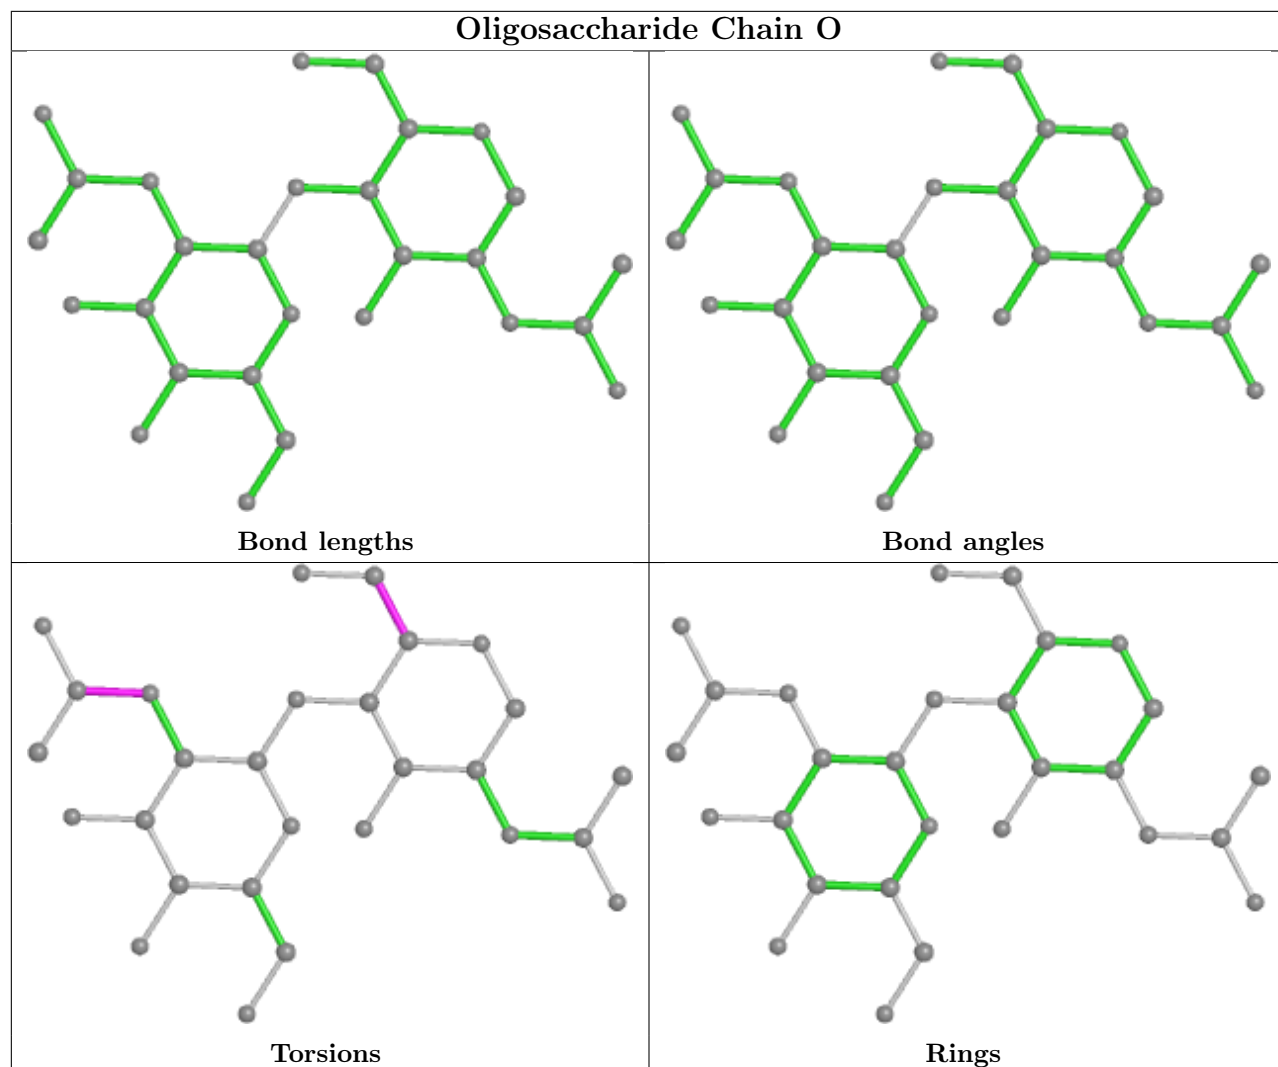 Oligosaccharide Chain O
Bond lengths
Bond angles
Torsions
Rings